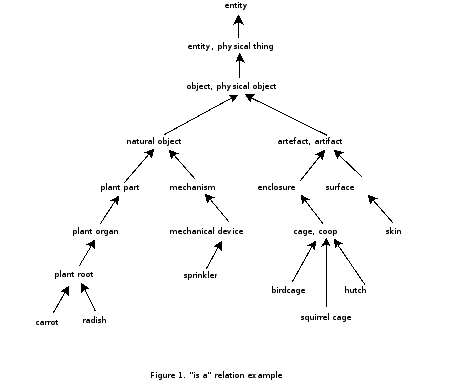 entity
entity, physical thing
object, physical object
natural object
artefact, artifact
plant part
mechanism
enclosure
surface
plant organ
mechanical device
cage, coop
skin
plant root
sprinkler
birdcage
hutch
squirrel cage
carrot
radish
Figure 1. "is a" relation example